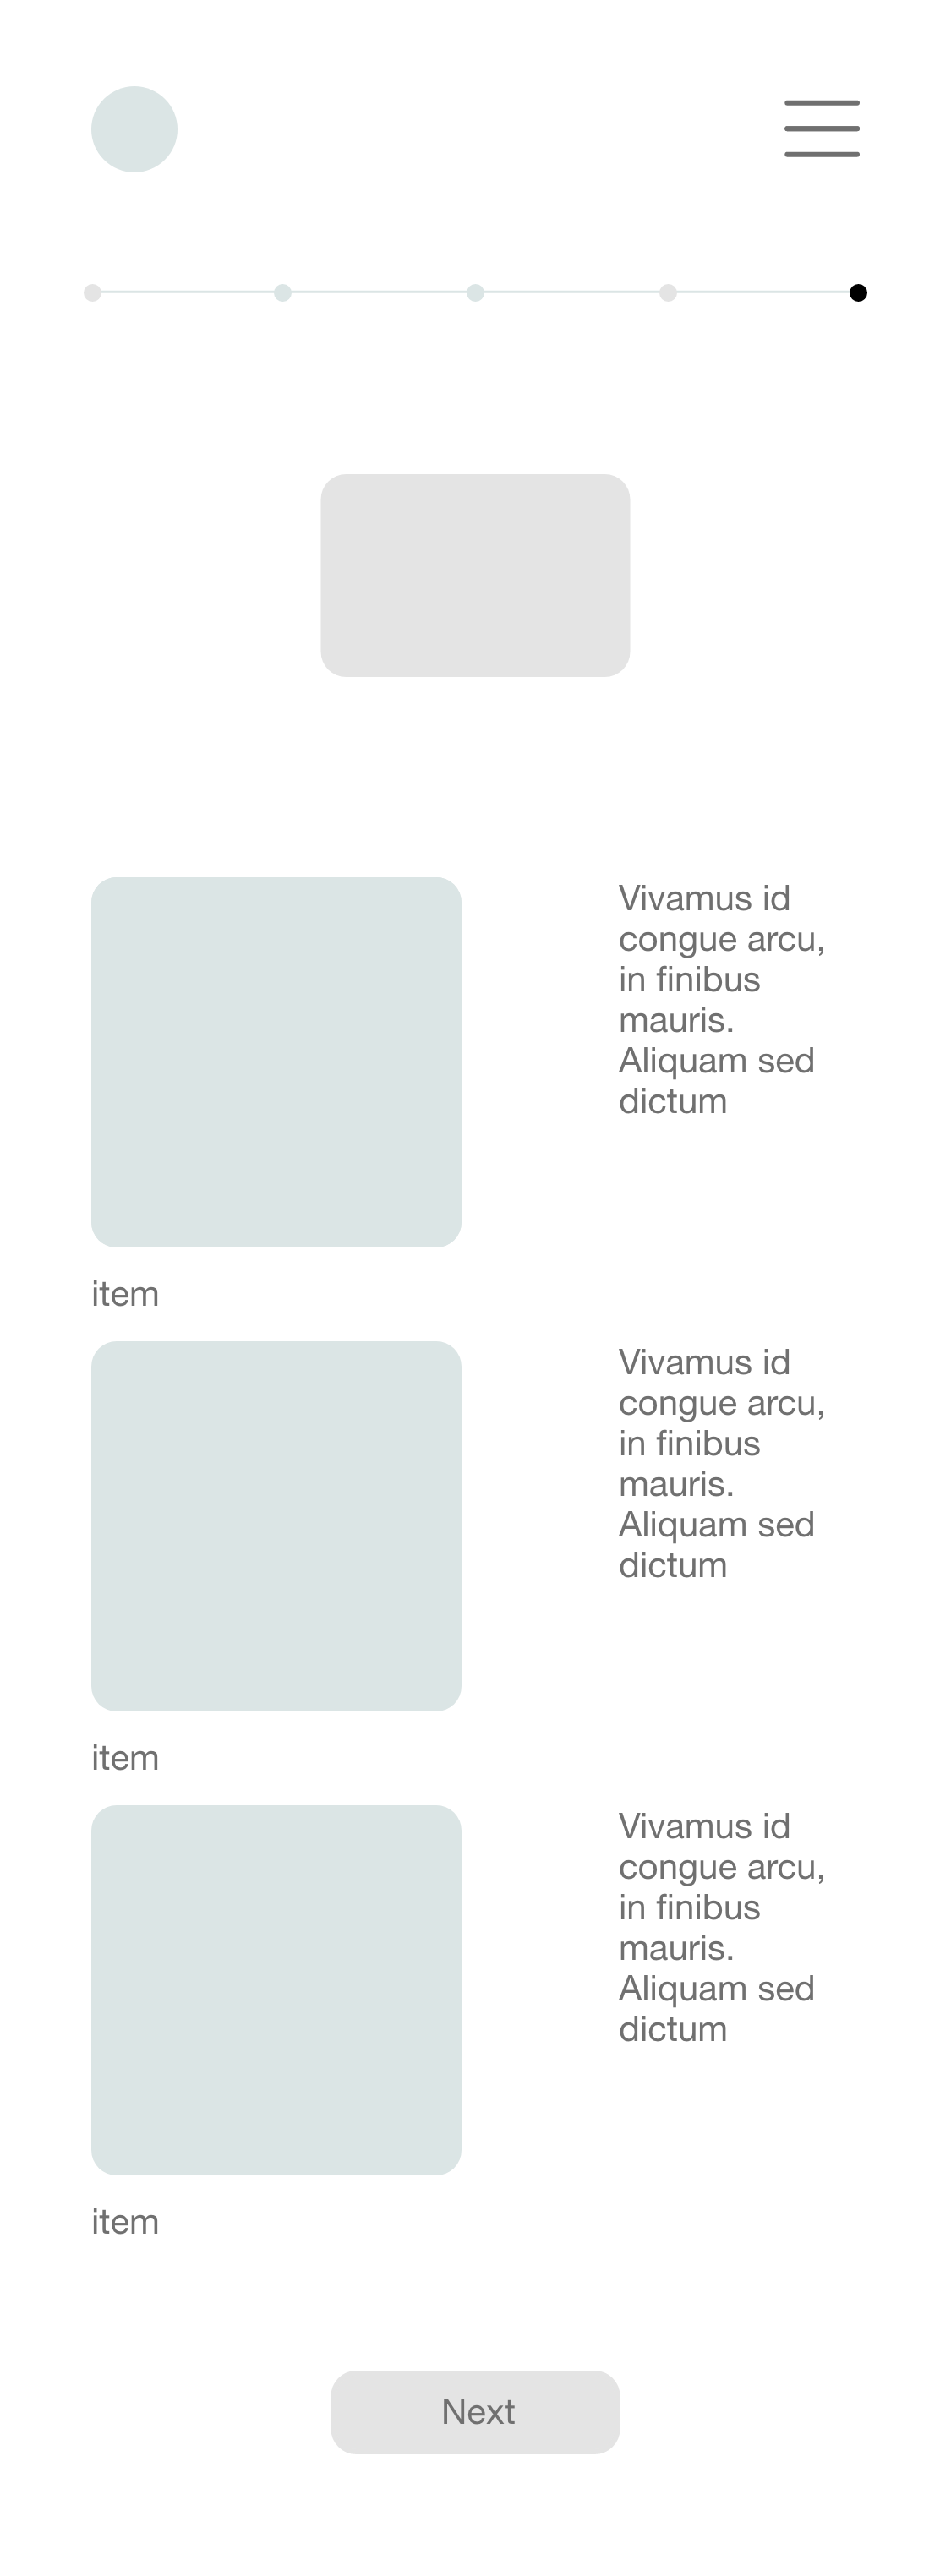 Vivamus id
congue arcu,
in finibus
mauris.
Aliquam sed
dictum
item
Vivamus id
congue arcu,
in finibus
mauris.
Aliquam sed
dictum
item
Vivamus id
congue arcu,
in finibus
mauris.
Aliquam sed
dictum
item
Next